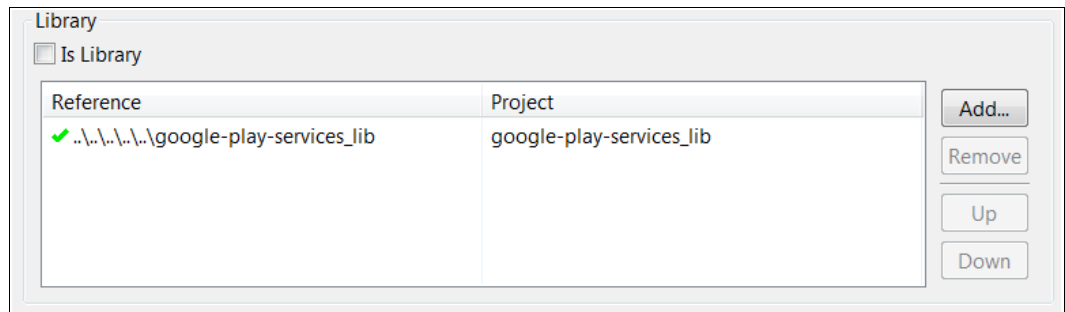 Library
Is Library
Reference Project Add...
..\..\..\..\..\google-play-services_lib google-play-services_lib
Remove
Up
Down